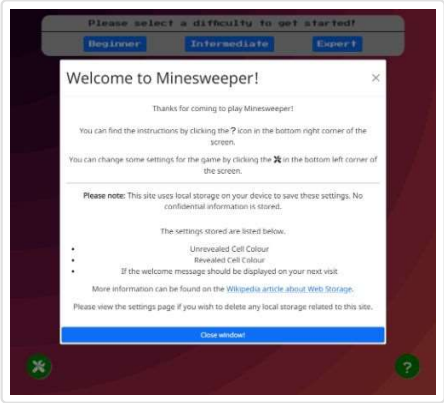 Please select a difficulty to get started!
Beginner Intermediate Expert
Welcome to Minesweeper! ×
Thanks for coming to play Minesweeper!
You can find the instructions by clicking the ? icon in the bottom right corner of the
screen.
You can change some settings for the game by clicking the in the bottom left corner of
the screen.
Please note: This site uses local storage on your device to save these settings. No
confidential information is stored.
The settings stored are listed below.
• Unrevealed Cell Colour
• Revealed Cell Colour
• If the welcome message should be displayed on your next visit
More information can be found on the Wikipedia article about Web Storage.
Please view the settings page if you wish to delete any local storage related to this site.
Close window!
?